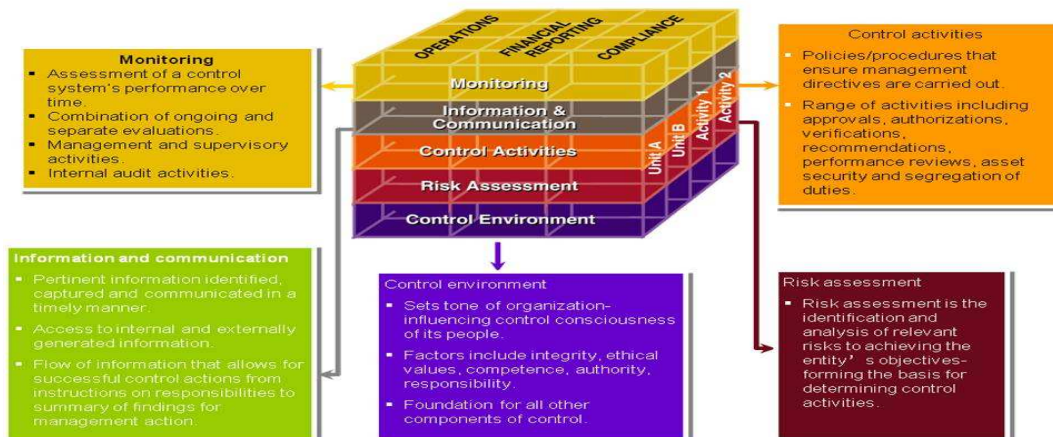 OPERATIONS
FINANCIAL
REPORTING
COMPLIANCE
Monitoring
Information &
Communication
Control Activities
Risk Assessment
Control Environment
Unit A
Unit B
Activity 1
Activity 2
Monitoring
▪ Assessment of a control
system's performance over
time.
▪ Combination of ongoing and
separate evaluations.
▪ Management and supervisory
activities.
▪ Internal audit activities.
Control activities
▪ Policies/procedures that
ensure management
directives are carried out.
▪ Range of activities including
approvals, authorizations,
verifications,
recommendations,
performance reviews, asset
security and segregation of
duties.
Information and communication
▪ Pertinent information identified,
captured and communicated in a
timely manner.
▪ Access to internal and externally
generated information.
▪ Flow of information that allows for
successful control actions from
instructions on responsibilities to
summary of findings for
management action.
Control environment
▪ Sets tone of organization-
influencing control consciousness
of its people.
▪ Factors include integrity, ethical
values, competence, authority,
responsibility.
▪ Foundation for all other
components of control.
Risk assessment
▪ Risk assessment is the
identification and
analysis of relevant
risks to achieving the
entity's objectives-
forming the basis for
determining control
activities.